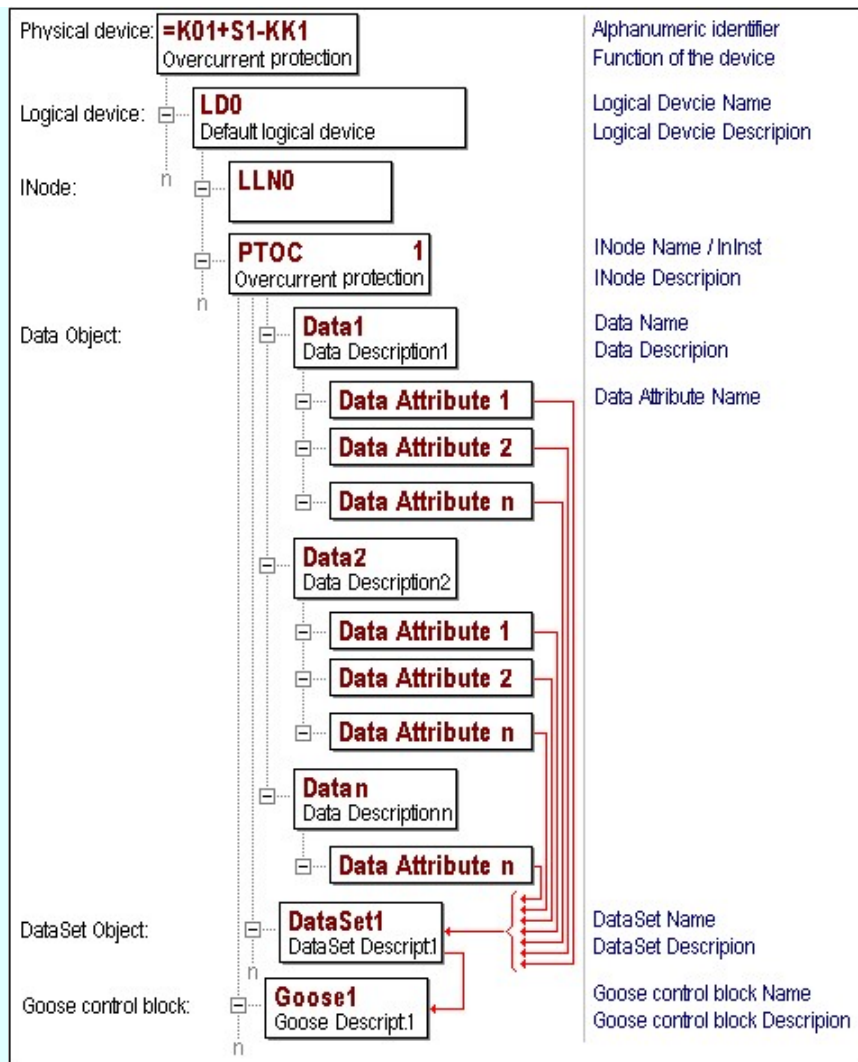 Physical device: =K01+S1-KK1 Alphanumeric identifier
Overcurrent protection Function of the device
Logical device: LD0 Logical Devcie Name
Default logical device Logical Devcie Descripion
n
lNode: LLN0
PTOC 1 lNode Name / lnInst
Overcurrent protection lNode Descripion
n
Data Object: Data1 Data Name
Data Description1 Data Descripion
Data Attribute 1 Data Attribute Name
Data Attribute 2
Data Attribute n
Data2
Data Description2
Data Attribute 1
Data Attribute 2
Data Attribute n
Datan
Data Descriptionn
Data Attribute n
DataSet Object: DataSet1 DataSet Name
DataSet Descript.1 DataSet Descripion
n
Goose control block: Goose1 Goose control block Name
Goose Descript.1 Goose control block Descripion
n